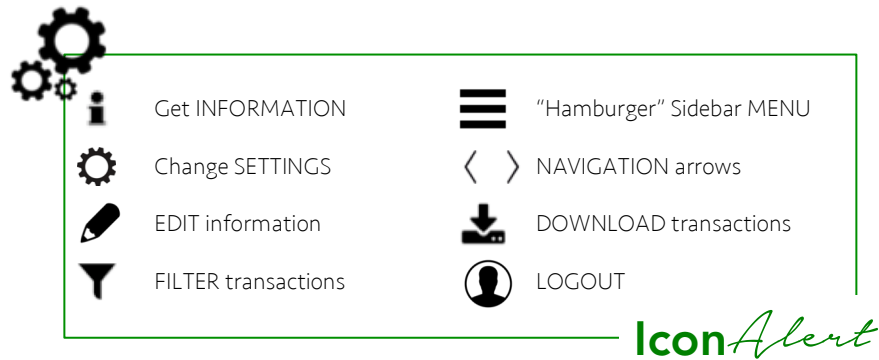 Get INFORMATION
Change SETTINGS
EDIT information
FILTER transactions
“Hamburger” Sidebar MENU
NAVIGATION arrows
DOWNLOAD transactions
LOGOUT
IconAlert